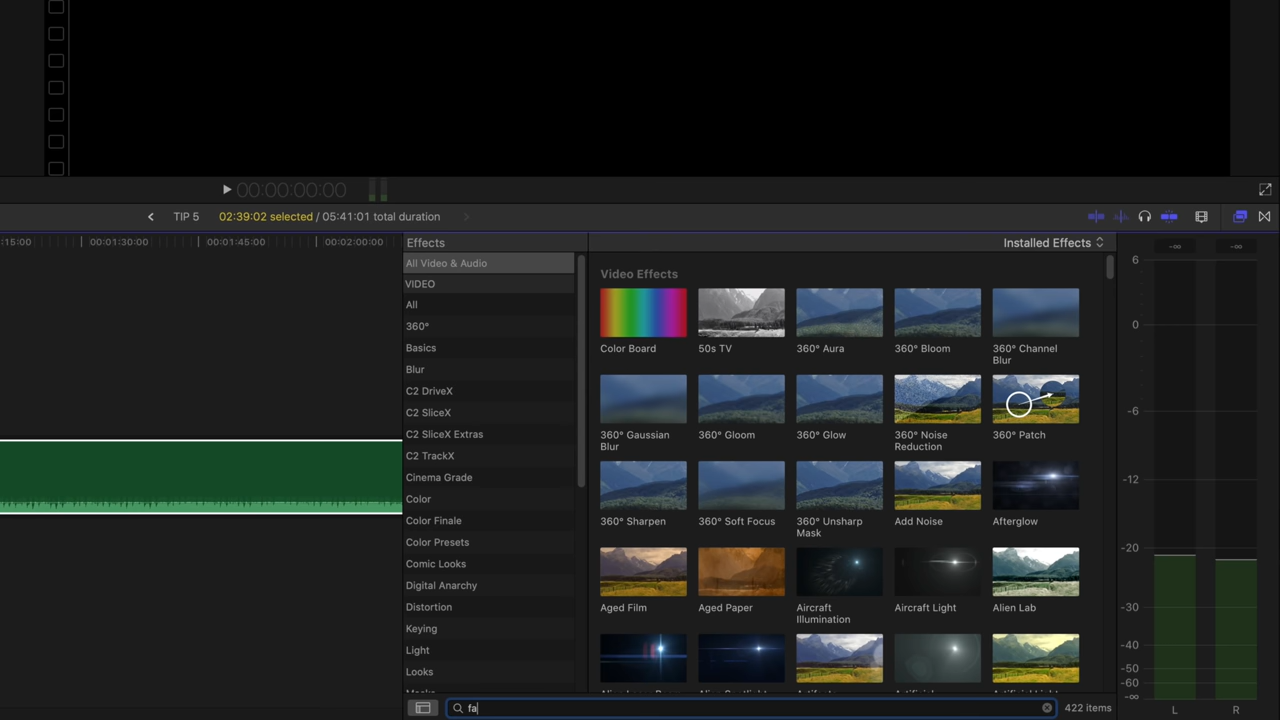 00:00:00:00
TIP 5 02:39:02 selected / 05:41:01 total duration
:15:00 00:01:30:00 00:01:45:00 00:02:00:00
Effects
Installed Effects
All Video & Audio
VIDEO
All
360°
Basics
Blur
C2 DriveX
C2 SliceX
C2 SliceX Extras
C2 TrackX
Cinema Grade
Color
Color Finale
Color Presets
Comic Looks
Digital Anarchy
Distortion
Keying
Light
Looks
Masks
Video Effects
Color Board
50s TV
360° Aura
360° Bloom
360° Channel
Blur
360° Gaussian
Blur
360° Gloom
360° Glow
360° Noise
Reduction
360° Patch
360° Sharpen
360° Soft Focus
360° Unsharp
Mask
Add Noise
Afterglow
Aged Film
Aged Paper
Aircraft
Illumination
Aircraft Light
Alien Lab
Artifacts
Artificial
Artificial Light
fa
422 items
-∞ -∞
6
0
-6
-12
-20
-30
-40
-50
-60
-∞
L R